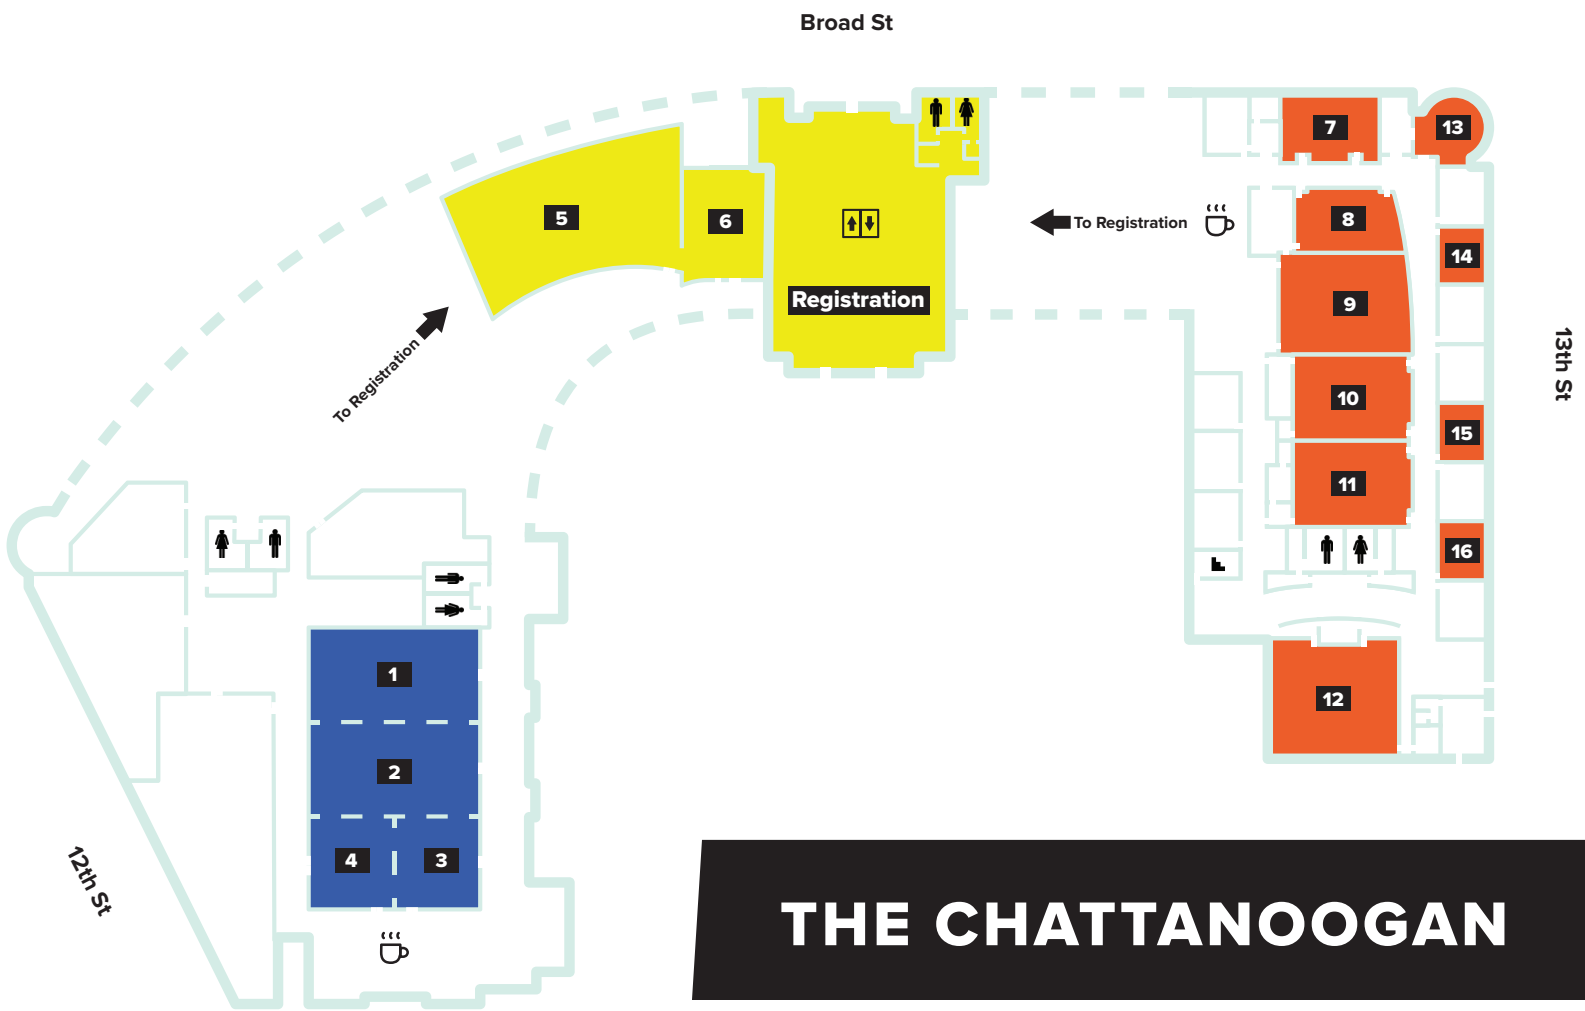 Broad St
7
13
5
6
8
To Registration
14
Registration
9
To Registration
13th St
10
15
11
16
1
12
2
4
3
12th St
THE CHATTANOOGAN